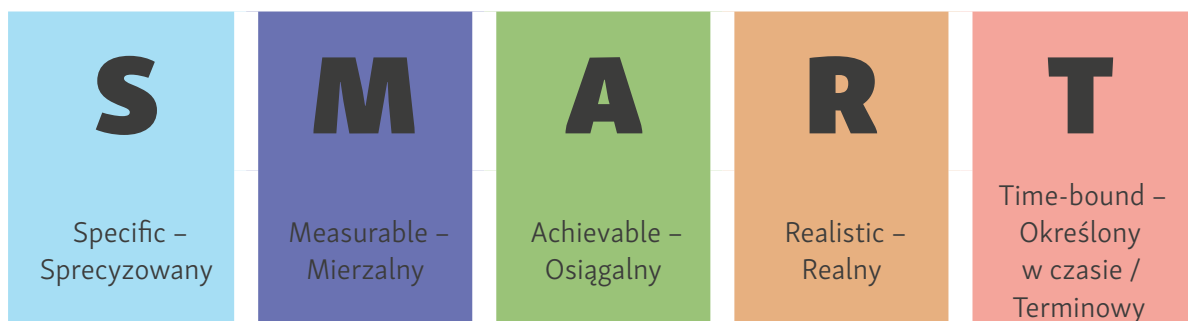 S
Specific –
Sprecyzowany
M
Measurable –
Mierzalny
A
Achievable –
Osiągalny
R
Realistic –
Realny
T
Time-bound –
Określony
w czasie /
Terminowy